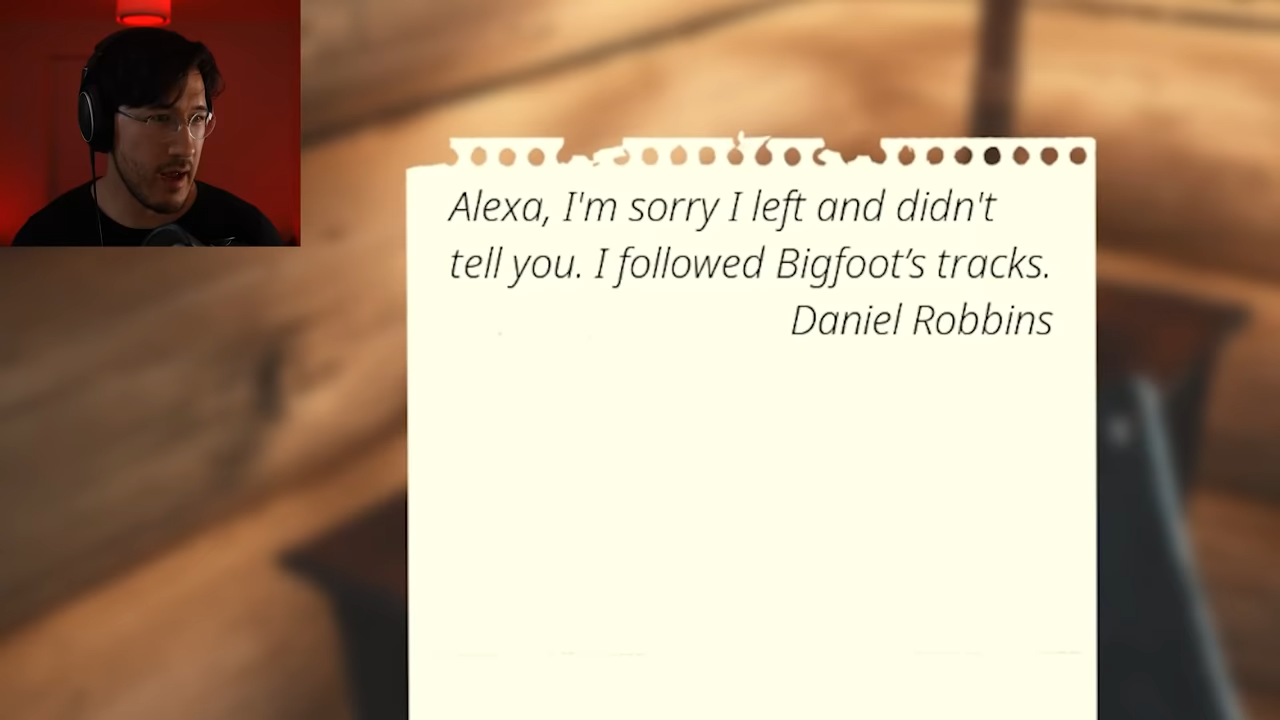 Alexa, I'm sorry I left and didn't
tell you. I followed Bigfoot’s tracks.
Daniel Robbins